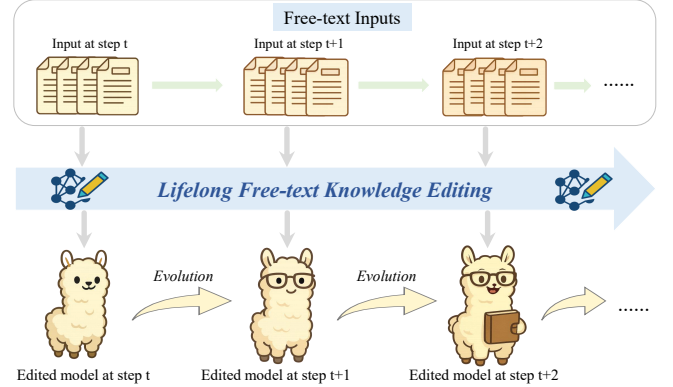 Free-text Inputs
Input at step t
Input at step t+1
Input at step t+2
......
Lifelong Free-text Knowledge Editing
Evolution
Evolution
......
Edited model at step t
Edited model at step t+1
Edited model at step t+2